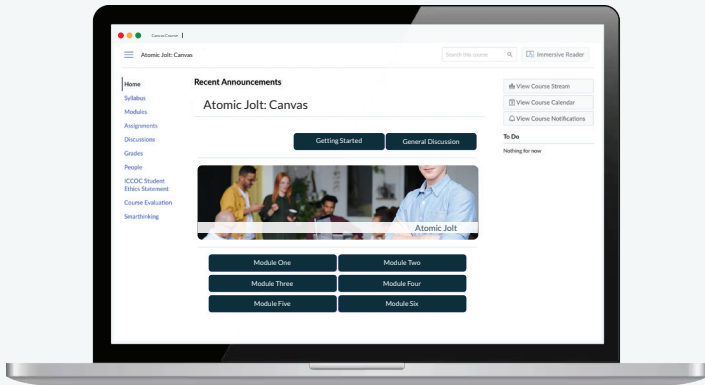 Canvas Course
Atomic Jolt: Canvas
Search this course
Immersive Reader
Home
Syllabus
Modules
Assignments
Discussions
Grades
People
ICCOC Student
Ethics Statement
Course Evaluation
Smarthinking
Recent Announcements
Atomic Jolt: Canvas
Getting Started
General Discussion
Atomic Jolt
Module One
Module Two
Module Three
Module Four
Module Five
Module Six
View Course Stream
View Course Calendar
View Course Notifications
To Do
Nothing for now